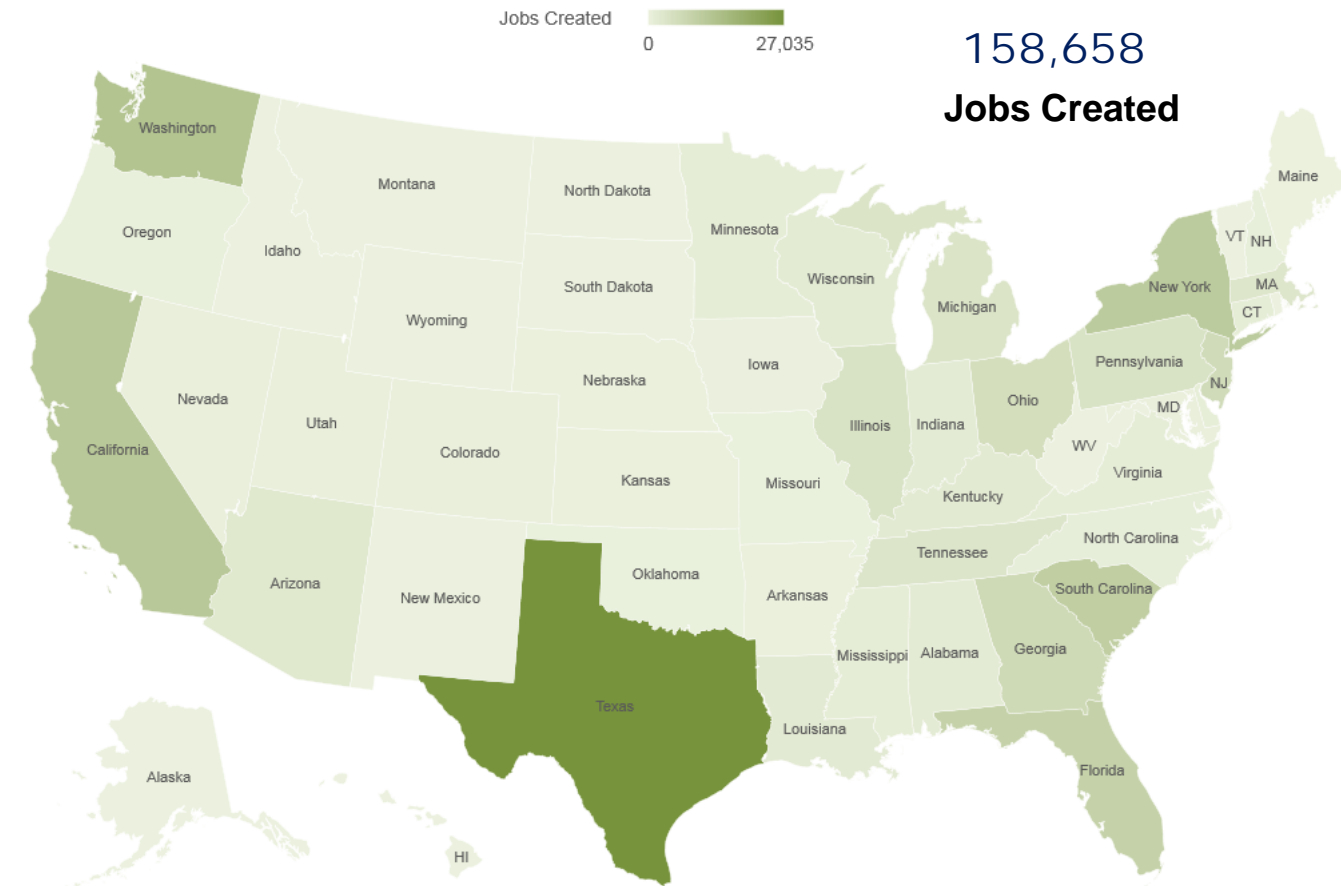 Jobs Created
0 27,035
158,658
Jobs Created
Washington
Oregon
Idaho
Montana
North Dakota
Minnesota
Wisconsin
Michigan
Maine
VT
NH
New York
MA
CT
South Dakota
Wyoming
Iowa
Nebraska
Pennsylvania
NJ
Nevada
Utah
California
Colorado
Kansas
Missouri
Illinois
Indiana
Ohio
MD
WV
Virginia
Kentucky
North Carolina
Tennessee
South Carolina
Arizona
New Mexico
Oklahoma
Arkansas
Mississippi
Alabama
Georgia
Texas
Louisiana
Florida
Alaska
HI